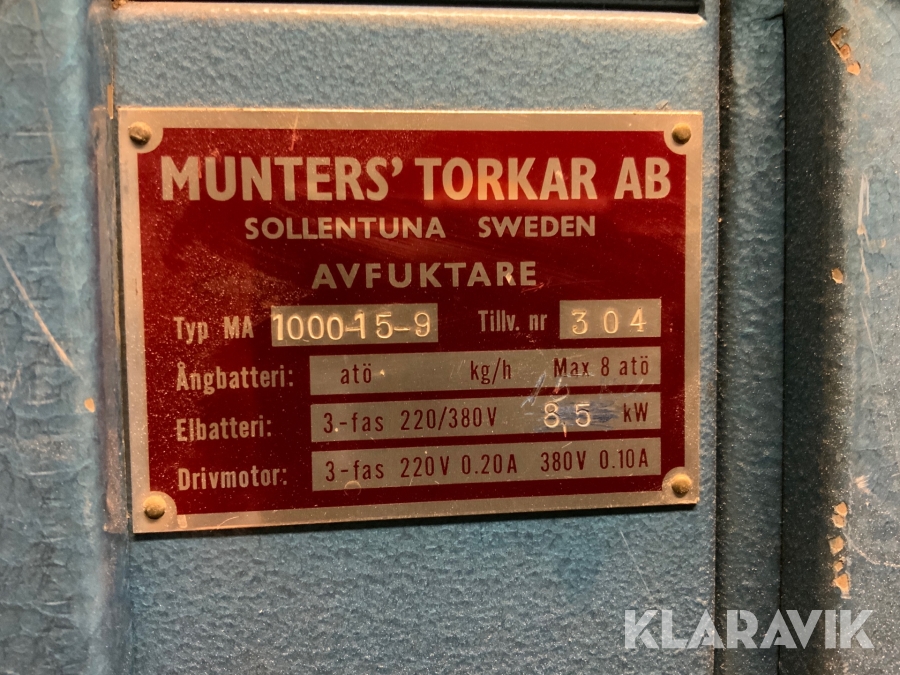 MUNTERS' TORKAR AB
SOLLENTUNA SWEDEN
AVFUKTARE
Typ MA 1000-15-9 Tillv. nr 304
Ångbatteri: atö kg/h Max 8 atö
Elbatteri: 3-fas 220/380V 8,5 kW
Drivmotor: 3-fas 220V 0.20A 380V 0.10A
KLARAVIK